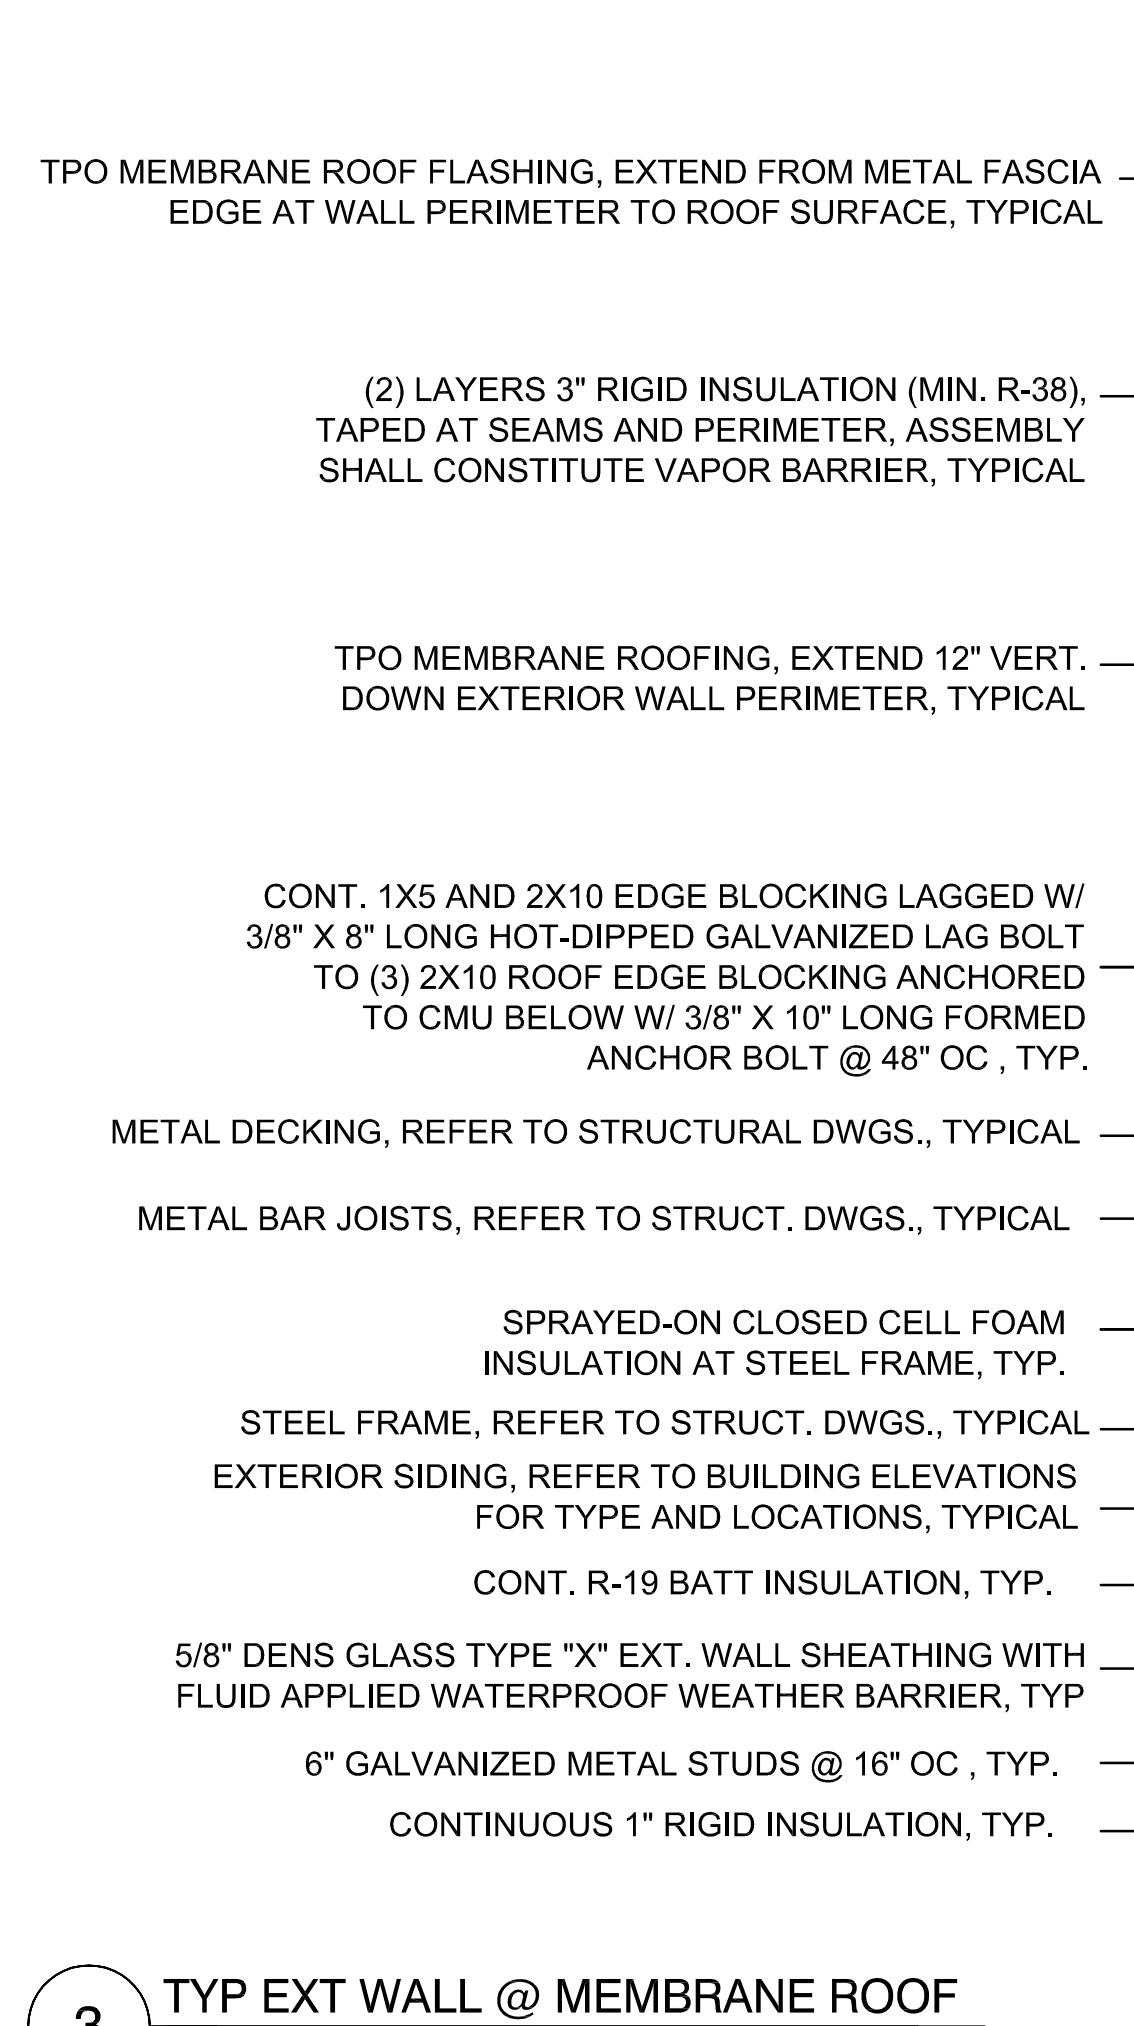 TPO MEMBRANE ROOF FLASHING, EXTEND FROM METAL FASCIA
EDGE AT WALL PERIMETER TO ROOF SURFACE, TYPICAL
(2) LAYERS 3" RIGID INSULATION (MIN. R-38),
TAPED AT SEAMS AND PERIMETER, ASSEMBLY
SHALL CONSTITUTE VAPOR BARRIER, TYPICAL
TPO MEMBRANE ROOFING, EXTEND 12" VERT.
DOWN EXTERIOR WALL PERIMETER, TYPICAL
CONT. 1X5 AND 2X10 EDGE BLOCKING LAGGED W/
3/8" X 8" LONG HOT-DIPPED GALVANIZED LAG BOLT
TO (3) 2X10 ROOF EDGE BLOCKING ANCHORED
TO CMU BELOW W/ 3/8" X 10" LONG FORMED
ANCHOR BOLT @ 48" OC , TYP.
METAL DECKING, REFER TO STRUCTURAL DWGS., TYPICAL
METAL BAR JOISTS, REFER TO STRUCT. DWGS., TYPICAL
SPRAYED-ON CLOSED CELL FOAM
INSULATION AT STEEL FRAME, TYP.
STEEL FRAME, REFER TO STRUCT. DWGS., TYPICAL
EXTERIOR SIDING, REFER TO BUILDING ELEVATIONS
FOR TYPE AND LOCATIONS, TYPICAL
CONT. R-19 BATT INSULATION, TYP.
5/8" DENS GLASS TYPE "X" EXT. WALL SHEATHING WITH
FLUID APPLIED WATERPROOF WEATHER BARRIER, TYP
6" GALVANIZED METAL STUDS @ 16" OC , TYP.
CONTINUOUS 1" RIGID INSULATION, TYP.
TYP EXT WALL @ MEMBRANE ROOF